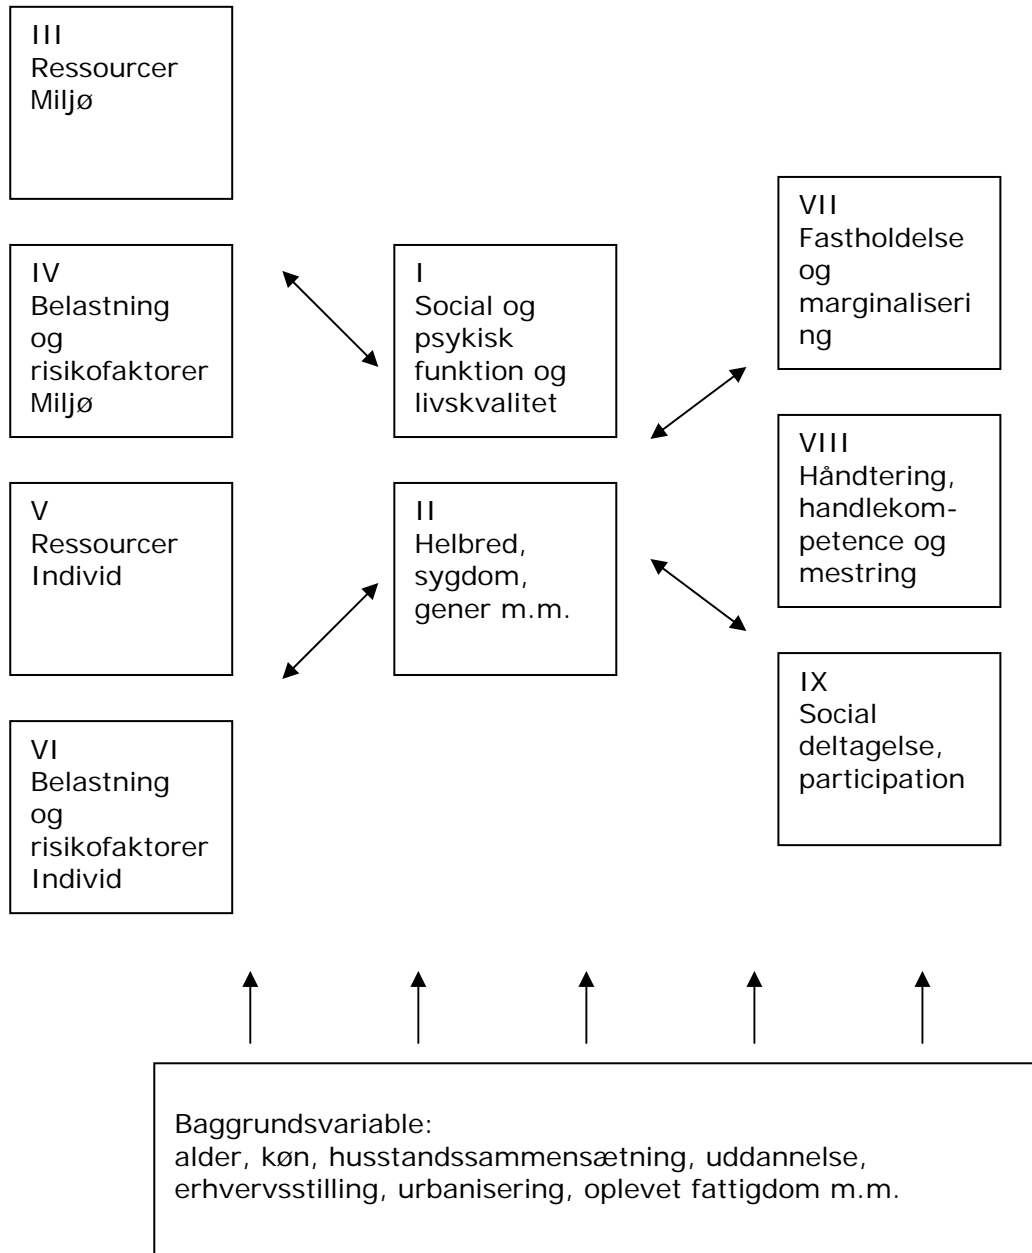 III
Ressourcer
Miljø
IV
Belastning
og
risikofaktorer
Miljø
V
Ressourcer
Individ
VI
Belastning
og
risikofaktorer
Individ
I
Social og
psykisk
funktion og
livskvalitet
II
Helbred,
sygdom,
gener m.m.
VII
Fastholdelse
og
marginaliseri
ng
VIII
Håndtering,
handlekom-
petence og
mestring
IX
Social
deltagelse,
participation
Baggrundsvariable:
alder, køn, husstandssammensætning, uddannelse,
erhvervsstilling, urbanisering, oplevet fattigdom m.m.